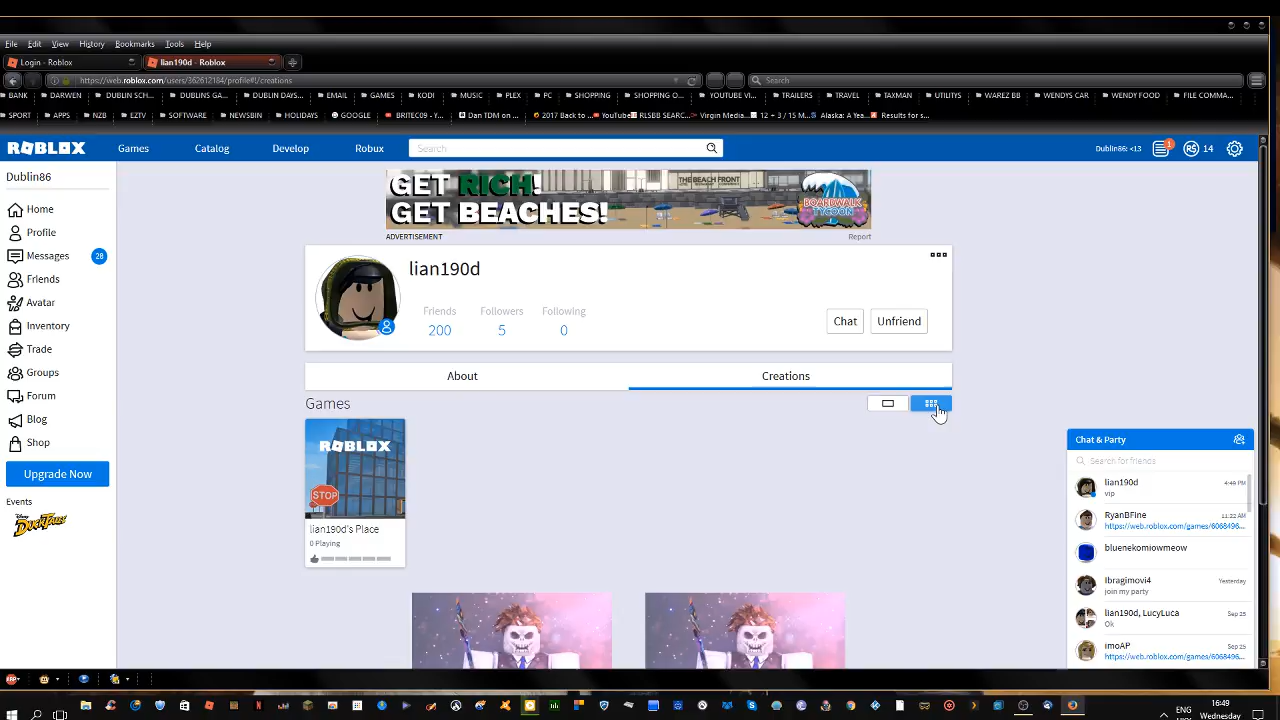 File Edit View History Bookmarks Tools Help
Login - Roblox lian190d - Roblox
https://web.roblox.com/users/362612184/profile#!/creations Search
BANK DARWEN DUBLIN SCH... DUBLINS GA... DUBLIN DAYS... EMAIL GAMES KODI MUSIC PLEX PC SHOPPING SHOPPING O... YOUTUBE VI... TRAILERS TRAVEL TAXMAN UTILITYS WAREZ BB WENDYS CAR WENDY FOOD FILE COMMA...
SPORT APPS NZB EZTV SOFTWARE NEWSBIN HOLIDAYS GOOGLE BRITEC09 - Y... Dan TDM on ... 2017 Back to ... YouTube RLSBB SEARC... Virgin Media,... 12 + 3 / 15 M... Alaska: A Yea... Results for s...
ROBLOX Games Catalog Develop Robux Search Dublin86: <13 1 R$ 14
Dublin86
Home
Profile
Messages 28
Friends
Avatar
Inventory
Trade
Groups
Forum
Blog
Shop
Upgrade Now
Events
Disney
DUCKTALES
GET RICH!
GET BEACHES!
THE BEACH FRONT
BOARDWALK
TYCOON
ADVERTISEMENT Report
lian190d
Friends Followers Following
200 5 0
Chat Unfriend
About Creations
Games
ROBLOX
STOP
lian190d's Place
0 Playing
Chat & Party
Search for friends
lian190d 4:49 PM
vip
RyanBFine 11:22 AM
https://web.roblox.com/games/6068496...
bluenekomiowmeow
Ibragimovi4 Yesterday
join my party
lian190d, LucyLuca Sep 25
Ok
imoAP Sep 25
https://web.roblox.com/games/6068496...
ENG
16:49
Wednesday